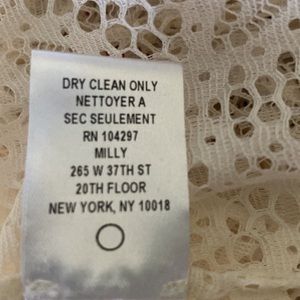 DRY CLEAN ONLY
NETTOYER A
SEC SEULEMENT
RN 104297
MILLY
265 W 37TH ST
20TH FLOOR
NEW YORK, NY 10018